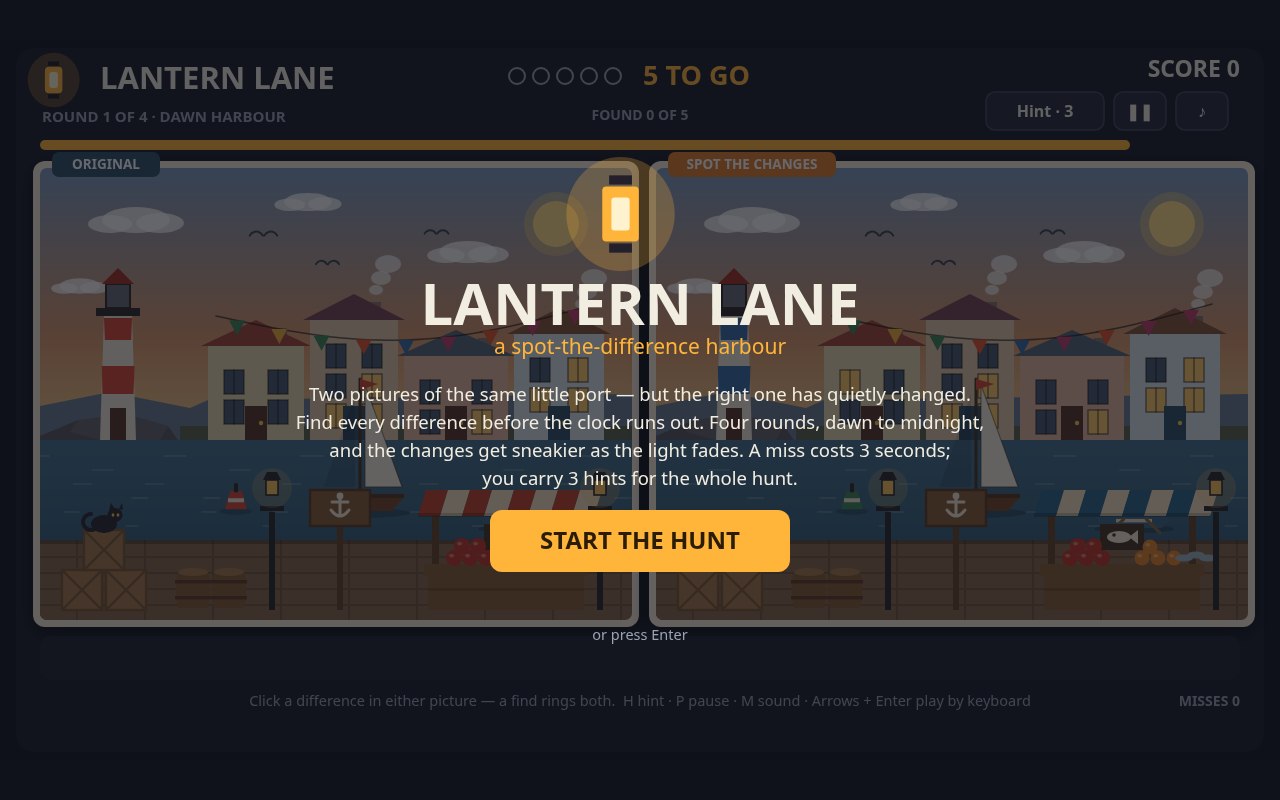 LANTERN LANE
5 TO GO
SCORE 0
ROUND 1 OF 4 · DAWN HARBOUR
FOUND 0 OF 5
Hint · 3
❚❚
♪
ORIGINAL
SPOT THE CHANGES
LANTERN LANE
a spot-the-difference harbour
Two pictures of the same little port — but the right one has quietly changed.
Find every difference before the clock runs out. Four rounds, dawn to midnight,
and the changes get sneakier as the light fades. A miss costs 3 seconds;
you carry 3 hints for the whole hunt.
START THE HUNT
or press Enter
Click a difference in either picture — a find rings both. H hint · P pause · M sound · Arrows + Enter play by keyboard
MISSES 0